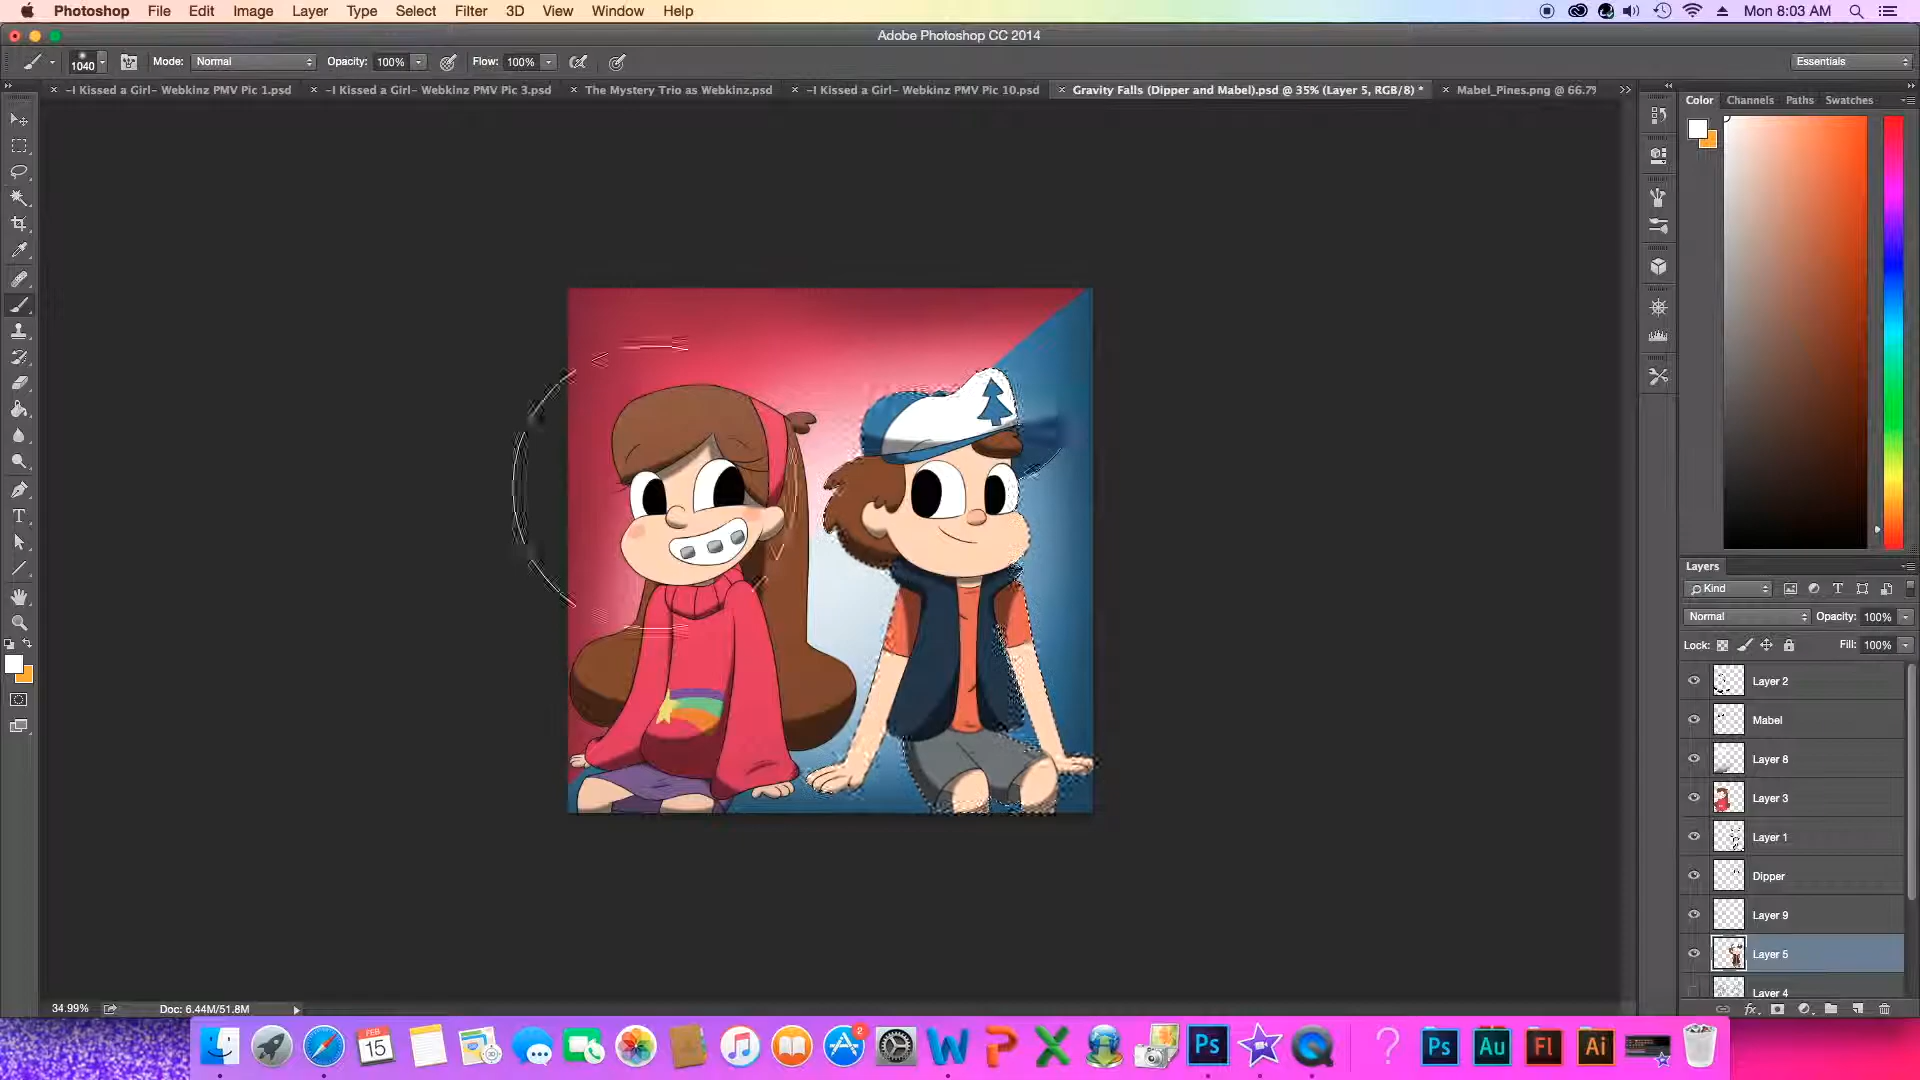 Photoshop File Edit Image Layer Type Select Filter 3D View Window Help Mon 8:03 AM
Adobe Photoshop CC 2014
1040 Mode: Normal Opacity: 100% Flow: 100% Essentials
~I Kissed a Girl~ Webkinz PMV Pic 1.psd ~I Kissed a Girl~ Webkinz PMV Pic 3.psd The Mystery Trio as Webkinz.psd ~I Kissed a Girl~ Webkinz PMV Pic 10.psd Gravity Falls (Dipper and Mabel).psd @ 35% (Layer 5, RGB/8) * Mabel_Pines.png @ 66.7%
Color Channels Paths Swatches
Layers
Kind
Normal Opacity: 100%
Lock: Fill: 100%
Layer 2
Mabel
Layer 8
Layer 3
Layer 1
Dipper
Layer 9
Layer 5
Layer 4
34.99% Doc: 6.44M/51.8M
FEB
15
2
Ps
Ps
Au
Fl
Ai